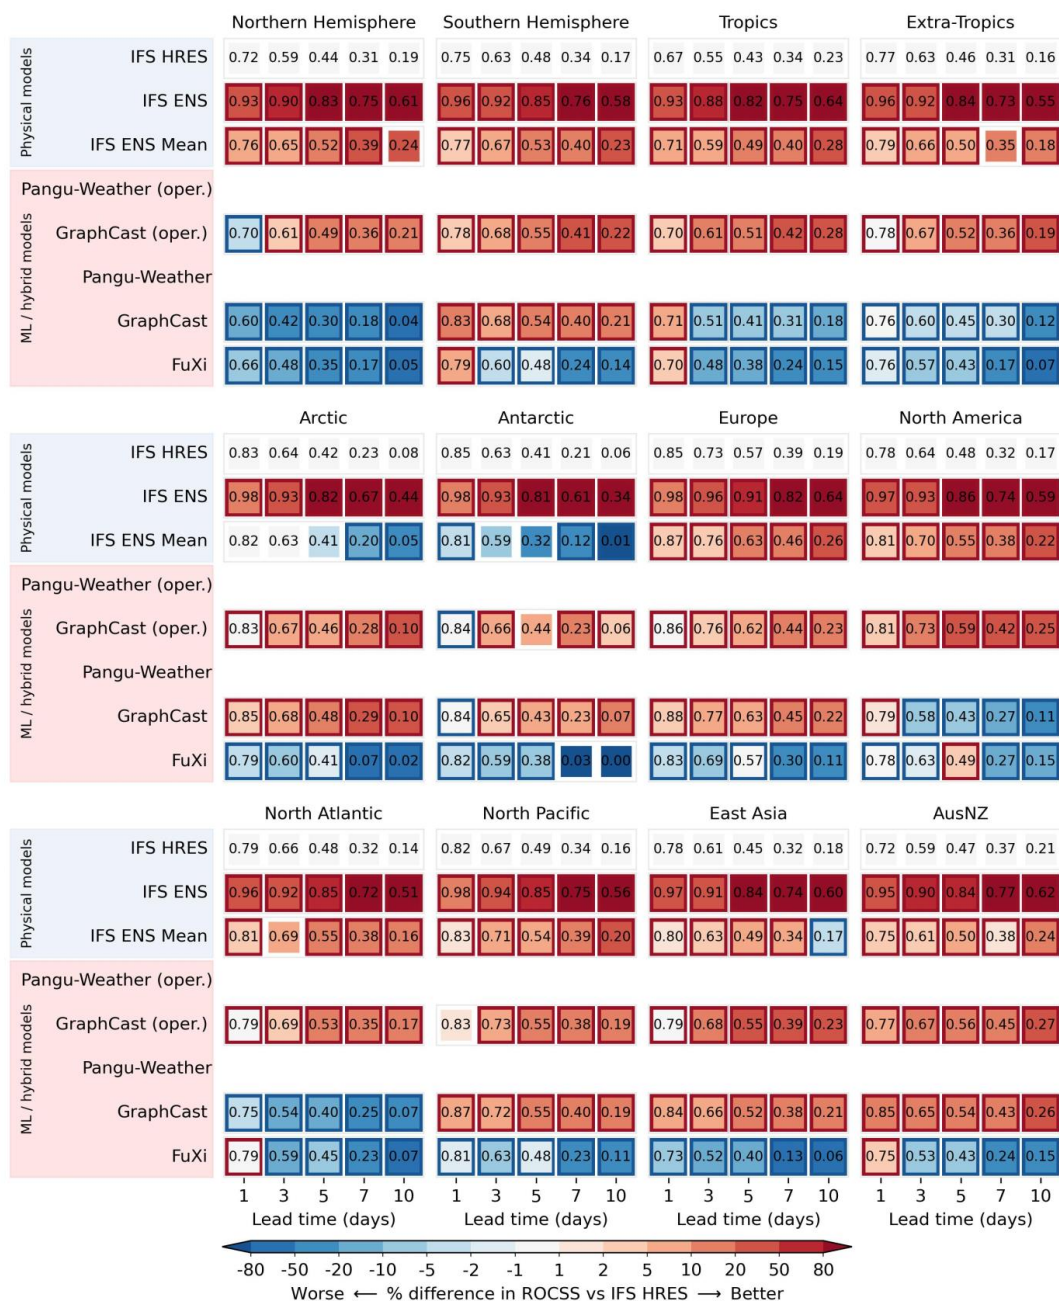 Northern Hemisphere Southern Hemisphere Tropics Extra-Tropics
Physical models
IFS HRES 0.72 0.59 0.44 0.31 0.19 0.75 0.63 0.48 0.34 0.17 0.67 0.55 0.43 0.34 0.23 0.77 0.63 0.46 0.31 0.16
IFS ENS 0.93 0.90 0.83 0.75 0.61 0.96 0.92 0.85 0.76 0.58 0.93 0.88 0.82 0.75 0.64 0.96 0.92 0.84 0.73 0.55
IFS ENS Mean 0.76 0.65 0.52 0.39 0.24 0.77 0.67 0.53 0.40 0.23 0.71 0.59 0.49 0.40 0.28 0.79 0.66 0.50 0.35 0.18
ML / hybrid models
Pangu-Weather (oper.)
GraphCast (oper.) 0.70 0.61 0.49 0.36 0.21 0.78 0.68 0.55 0.41 0.22 0.70 0.61 0.51 0.42 0.28 0.78 0.67 0.52 0.36 0.19
Pangu-Weather
GraphCast 0.60 0.42 0.30 0.18 0.04 0.83 0.68 0.54 0.40 0.21 0.71 0.51 0.41 0.31 0.18 0.76 0.60 0.45 0.30 0.12
FuXi 0.66 0.48 0.35 0.17 0.05 0.79 0.60 0.48 0.24 0.14 0.70 0.48 0.38 0.24 0.15 0.76 0.57 0.43 0.17 0.07
Arctic Antarctic Europe North America
Physical models
IFS HRES 0.83 0.64 0.42 0.23 0.08 0.85 0.63 0.41 0.21 0.06 0.85 0.73 0.57 0.39 0.19 0.78 0.64 0.48 0.32 0.17
IFS ENS 0.98 0.93 0.82 0.67 0.44 0.98 0.93 0.81 0.61 0.34 0.98 0.96 0.91 0.82 0.64 0.97 0.93 0.86 0.74 0.59
IFS ENS Mean 0.82 0.63 0.41 0.20 0.05 0.81 0.59 0.32 0.12 0.01 0.87 0.76 0.63 0.46 0.26 0.81 0.70 0.55 0.38 0.22
ML / hybrid models
Pangu-Weather (oper.)
GraphCast (oper.) 0.83 0.67 0.46 0.28 0.10 0.84 0.66 0.44 0.23 0.06 0.86 0.76 0.62 0.44 0.23 0.81 0.73 0.59 0.42 0.25
Pangu-Weather
GraphCast 0.85 0.68 0.48 0.29 0.10 0.84 0.65 0.43 0.23 0.07 0.88 0.77 0.63 0.45 0.22 0.79 0.58 0.43 0.27 0.11
FuXi 0.79 0.60 0.41 0.07 0.02 0.82 0.59 0.38 0.03 0.00 0.83 0.69 0.57 0.30 0.11 0.78 0.63 0.49 0.27 0.15
North Atlantic North Pacific East Asia AusNZ
Physical models
IFS HRES 0.79 0.66 0.48 0.32 0.14 0.82 0.67 0.49 0.34 0.16 0.78 0.61 0.45 0.32 0.18 0.72 0.59 0.47 0.37 0.21
IFS ENS 0.96 0.92 0.85 0.72 0.51 0.98 0.94 0.85 0.75 0.56 0.97 0.91 0.84 0.74 0.60 0.95 0.90 0.84 0.77 0.62
IFS ENS Mean 0.81 0.69 0.55 0.38 0.16 0.83 0.71 0.54 0.39 0.20 0.80 0.63 0.49 0.34 0.17 0.75 0.61 0.50 0.38 0.24
ML / hybrid models
Pangu-Weather (oper.)
GraphCast (oper.) 0.79 0.69 0.53 0.35 0.17 0.83 0.73 0.55 0.38 0.19 0.79 0.68 0.55 0.39 0.23 0.77 0.67 0.56 0.45 0.27
Pangu-Weather
GraphCast 0.75 0.54 0.40 0.25 0.07 0.87 0.72 0.55 0.40 0.19 0.84 0.66 0.52 0.38 0.21 0.85 0.65 0.54 0.43 0.26
FuXi 0.79 0.59 0.45 0.23 0.07 0.81 0.63 0.48 0.23 0.11 0.73 0.52 0.40 0.13 0.06 0.75 0.53 0.43 0.24 0.15
1 3 5 7 10 1 3 5 7 10 1 3 5 7 10 1 3 5 7 10
Lead time (days) Lead time (days) Lead time (days) Lead time (days)
-80 -50 -20 -10 -5 -2 -1 1 2 5 10 20 50 80
Worse ← % difference in ROCSS vs IFS HRES → Better